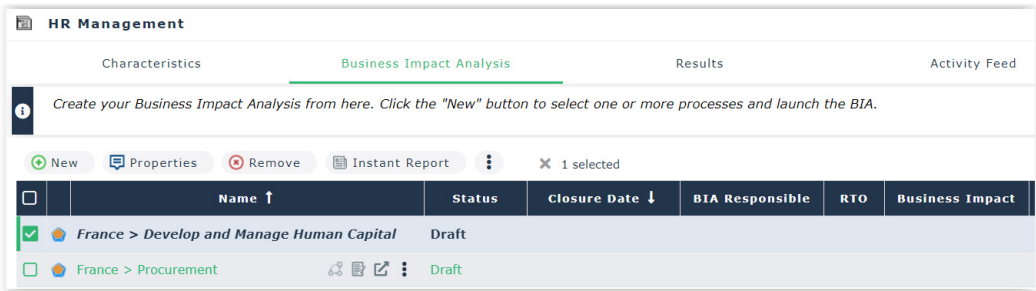 HR Management
Characteristics Business Impact Analysis Results Activity Feed
Create your Business Impact Analysis from here. Click the "New" button to select one or more processes and launch the BIA.
New Properties Remove Instant Report 1 selected
Name ↑ Status Closure Date ↓ BIA Responsible RTO Business Impact
France > Develop and Manage Human Capital Draft
France > Procurement Draft